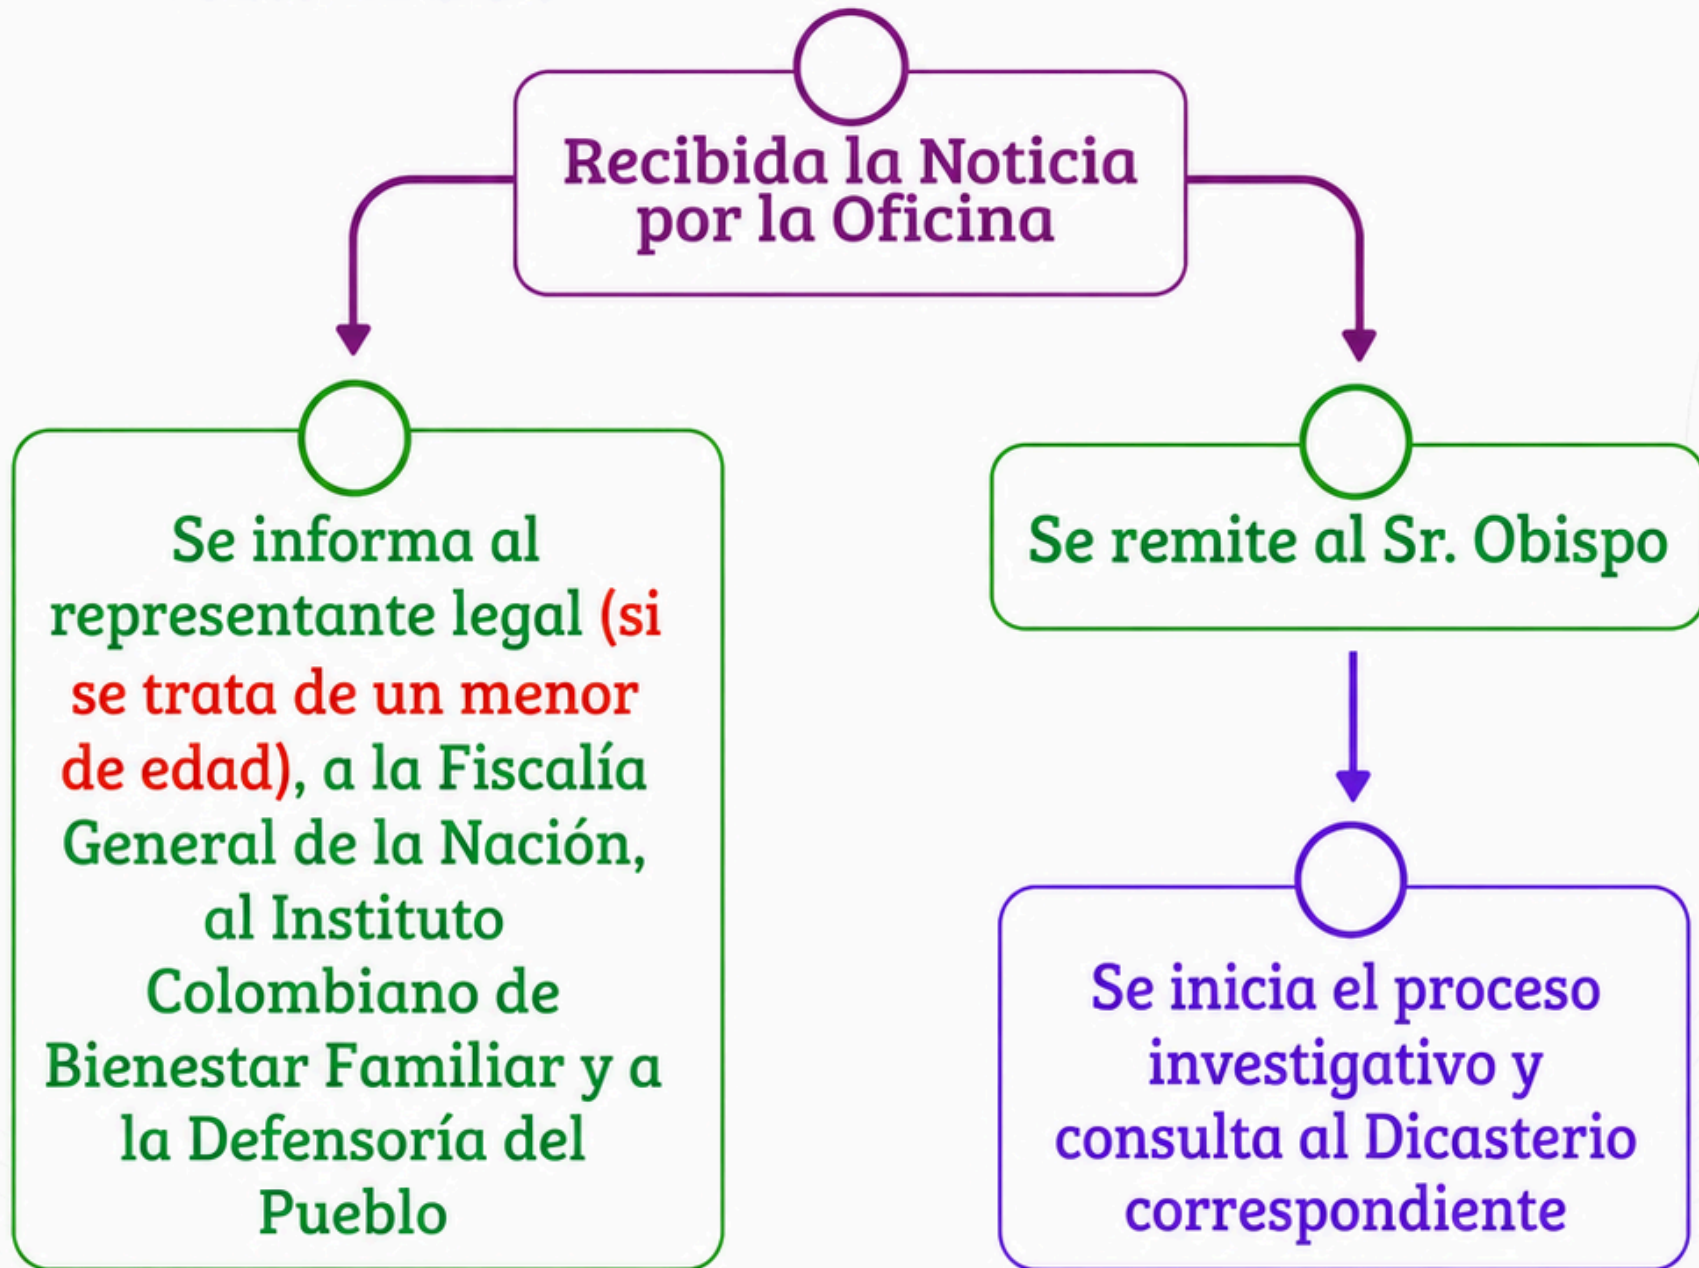 Recibida la Noticia
por la Oficina
Se informa al
representante legal (si
se trata de un menor
de edad), a la Fiscalía
General de la Nación,
al Instituto
Colombiano de
Bienestar Familiar y a
la Defensoría del
Pueblo
Se remite al Sr. Obispo
Se inicia el proceso
investigativo y
consulta al Dicasterio
correspondiente